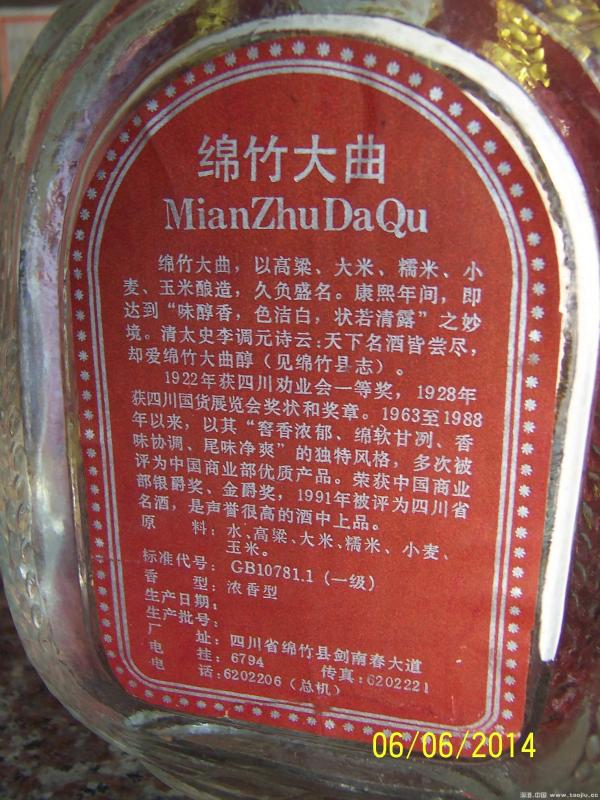 绵竹大曲
MianZhuDaQu
绵竹大曲，以高粱、大米、糯米、小
麦、玉米酿造，久负盛名。康熙年间，即
达到“味醇香，色洁白，状若清露”之妙
境。清太史李调元诗云：天下名酒皆尝尽，
却爱绵竹大曲醇（见绵竹县志）。
1922年获四川劝业会一等奖，1928年
获四川国货展览会奖状和奖章。1963至1988
年以来，以其“窖香浓郁、绵软甘冽、香
味协调、尾味净爽”的独特风格，多次被
评为中国商业部优质产品。荣获中国商业
部银爵奖、金爵奖，1991年被评为四川省
名酒，是声誉很高的酒中上品。
原　　料：水、高粱、大米、糯米、小麦、
玉米。
标准代号：GB10781.1（一级）
香　　型：浓香型
生产日期：
生产批号：
厂　　址：四川省绵竹县剑南春大道
电　　挂：6794　　传真：6202221
电　　话：6202206（总机）
06/06/2014
淘酒.中国 www.taojiu.cc